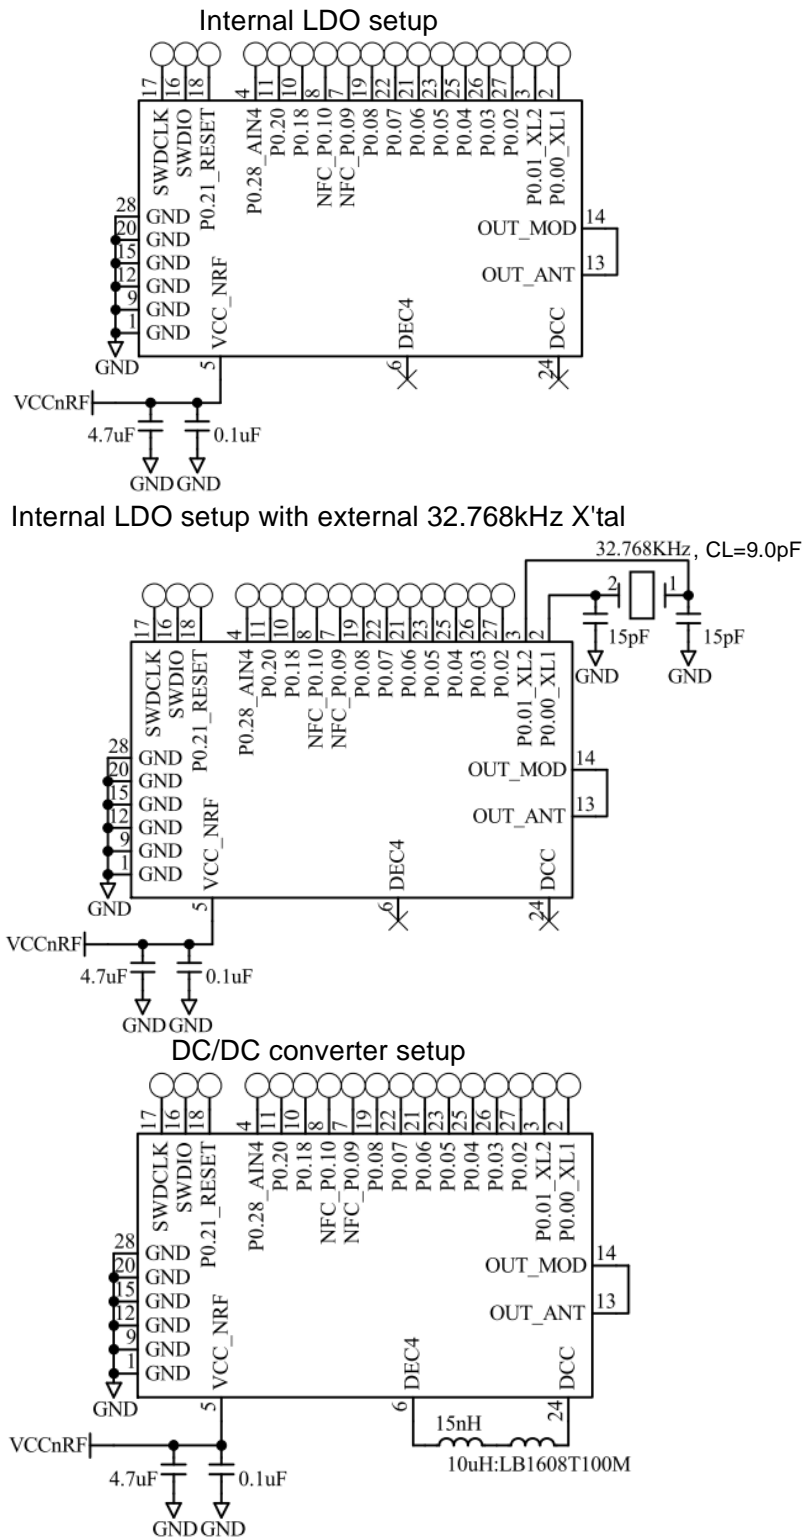 Internal LDO setup
17 16 18 4 11 10 8 7 19 22 21 23 25 26 27 3 2
SWDCLK SWDIO P0.21_RESET P0.28_AIN4 P0.20 P0.18 NFC_P0.10 NFC_P0.09 P0.08 P0.07 P0.06 P0.05 P0.04 P0.03 P0.02 P0.01_XL2 P0.00_XL1
28 GND
20 GND
15 GND
12 GND
9 GND
1 GND
OUT_MOD 14
OUT_ANT 13
VCC_NRF DEC4 DCC
GND 5 6 24
VCCnRF
4.7uF 0.1uF
GND GND
Internal LDO setup with external 32.768kHz X'tal
32.768KHz, CL=9.0pF
2 1
15pF 15pF
GND GND
17 16 18 4 11 10 8 7 19 22 21 23 25 26 27 3 2
SWDCLK SWDIO P0.21_RESET P0.28_AIN4 P0.20 P0.18 NFC_P0.10 NFC_P0.09 P0.08 P0.07 P0.06 P0.05 P0.04 P0.03 P0.02 P0.01_XL2 P0.00_XL1
28 GND
20 GND
15 GND
12 GND
9 GND
1 GND
OUT_MOD 14
OUT_ANT 13
VCC_NRF DEC4 DCC
GND 5 6 24
VCCnRF
4.7uF 0.1uF
GND GND
DC/DC converter setup
17 16 18 4 11 10 8 7 19 22 21 23 25 26 27 3 2
SWDCLK SWDIO P0.21_RESET P0.28_AIN4 P0.20 P0.18 NFC_P0.10 NFC_P0.09 P0.08 P0.07 P0.06 P0.05 P0.04 P0.03 P0.02 P0.01_XL2 P0.00_XL1
28 GND
20 GND
15 GND
12 GND
9 GND
1 GND
OUT_MOD 14
OUT_ANT 13
VCC_NRF DEC4 DCC
GND 5 6 24
15nH
10uH:LB1608T100M
VCCnRF
4.7uF 0.1uF
GND GND